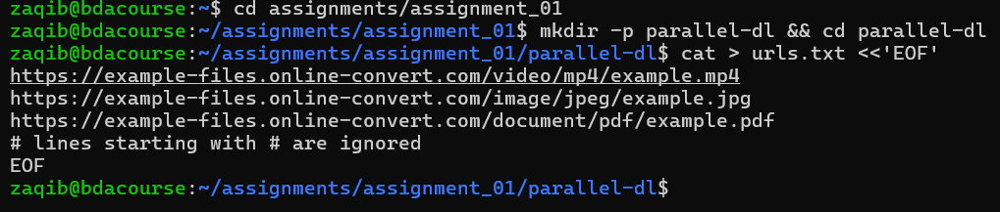 zaqib@bdacourse:~$ cd assignments/assignment_01
zaqib@bdacourse:~/assignments/assignment_01$ mkdir -p parallel-dl && cd parallel-dl
zaqib@bdacourse:~/assignments/assignment_01/parallel-dl$ cat > urls.txt <<'EOF'
https://example-files.online-convert.com/video/mp4/example.mp4
https://example-files.online-convert.com/image/jpeg/example.jpg
https://example-files.online-convert.com/document/pdf/example.pdf
# lines starting with # are ignored
EOF
zaqib@bdacourse:~/assignments/assignment_01/parallel-dl$